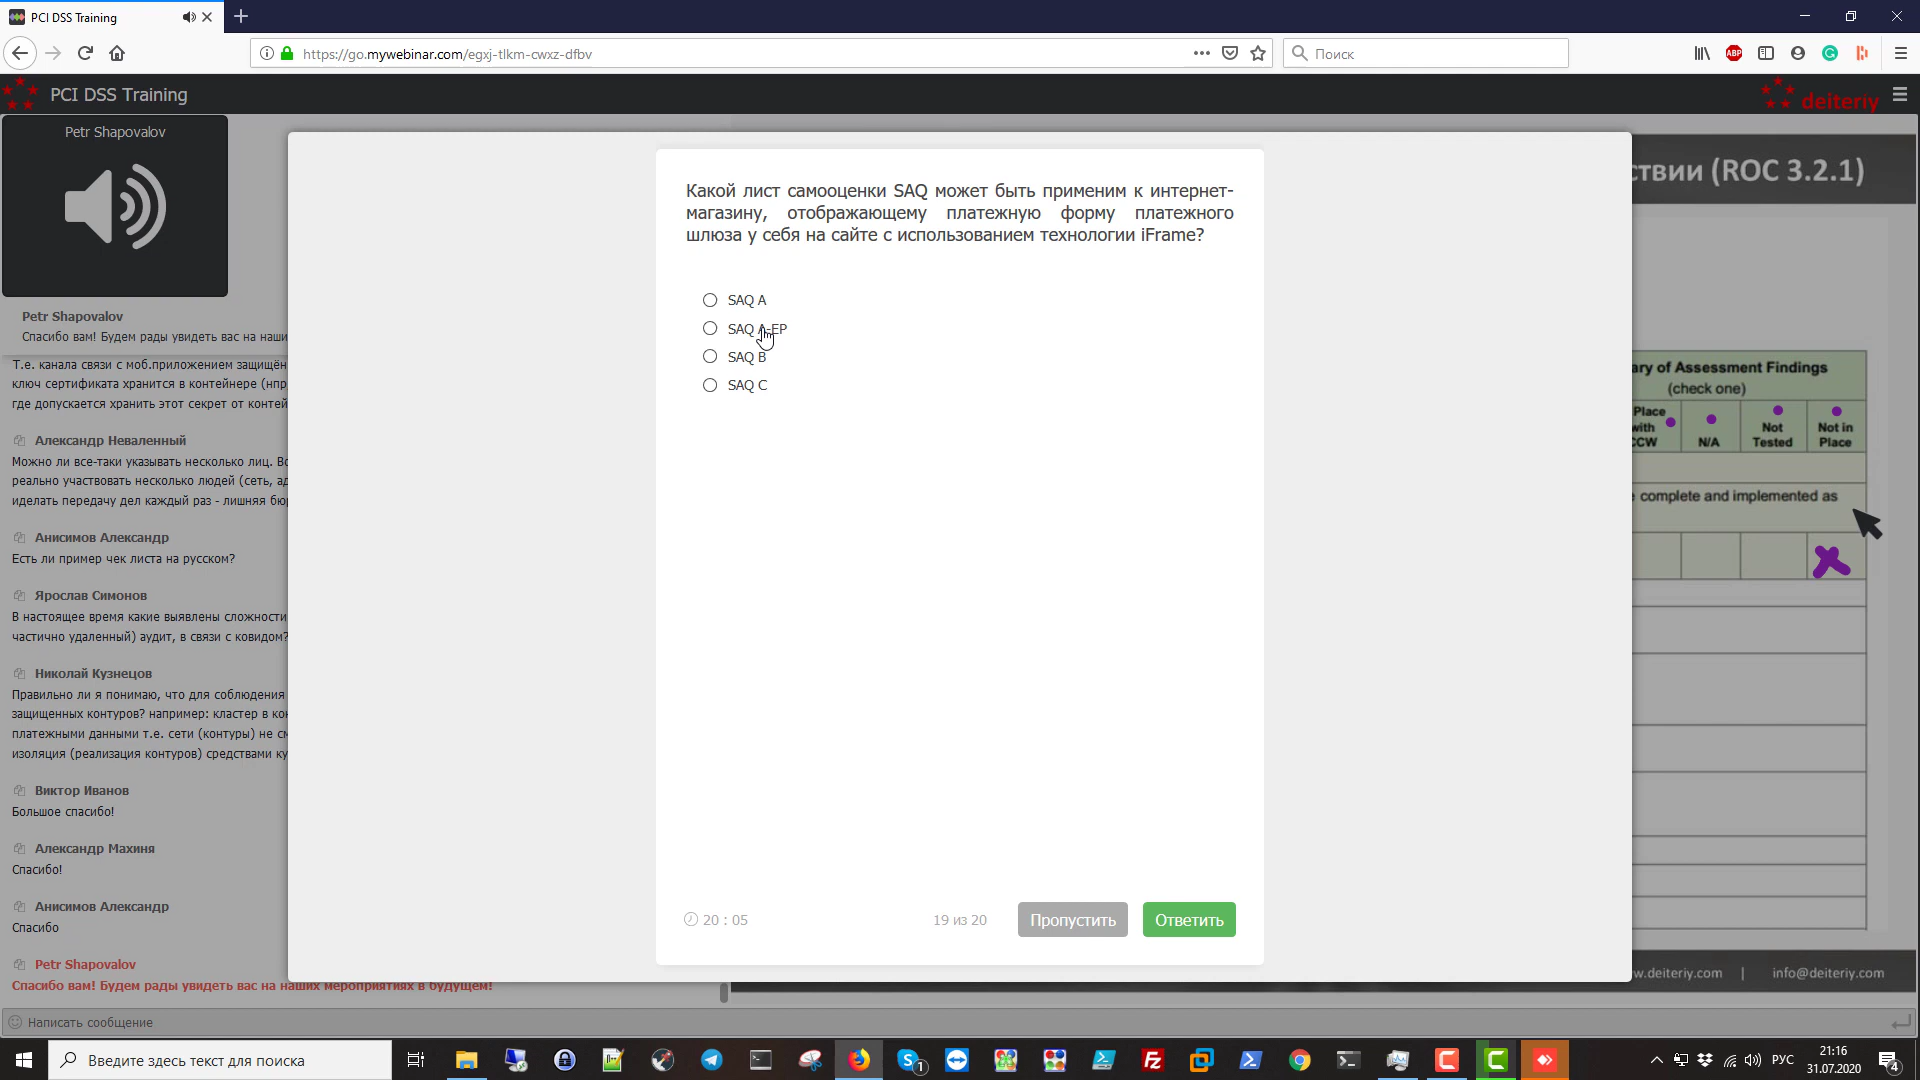 PCI DSS Training
https://go.mywebinar.com/egxj-tlkm-cwxz-dfbv
Поиск
ABP
PCI DSS Training
deiteriy
Petr Shapovalov
Petr Shapovalov
Спасибо вам! Будем рады увидеть вас на наши
Т.е. канала связи с моб.приложением защищён
ключ сертификата хранится в контейнере (нпр
где допускается хранить этот секрет от контей
Александр Неваленный
Можно ли все-таки указывать несколько лиц. Во
реально участвовать несколько людей (сеть, ад
иделать передачу дел каждый раз - лишняя бюр
Анисимов Александр
Есть ли пример чек листа на русском?
Ярослав Симонов
В настоящее время какие выявлены сложности
частично удаленный) аудит, в связи с ковидом?
Николай Кузнецов
Правильно ли я понимаю, что для соблюдения
защищенных контуров? например: кластер в кон
платежными данными т.е. сети (контуры) не см
изоляция (реализация контуров) средствами ку
Виктор Иванов
Большое спасибо!
Александр Махиня
Спасибо!
Анисимов Александр
Спасибо
Petr Shapovalov
Спасибо вам! Будем рады увидеть вас на наших мероприятиях в будущем!
Написать сообщение
Какой лист самооценки SAQ может быть применим к интернет-
магазину, отображающему платежную форму платежного
шлюза у себя на сайте с использованием технологии iFrame?
SAQ A
SAQ A-EP
SAQ B
SAQ C
20 : 05
19 из 20
Пропустить
Ответить
ствии (ROC 3.2.1)
ary of Assessment Findings
(check one)
Place
with
CCW
N/A
Not
Tested
Not in
Place
e complete and implemented as
w.deiteriy.com | info@deiteriy.com
Введите здесь текст для поиска
РУС
21:16
31.07.2020
4